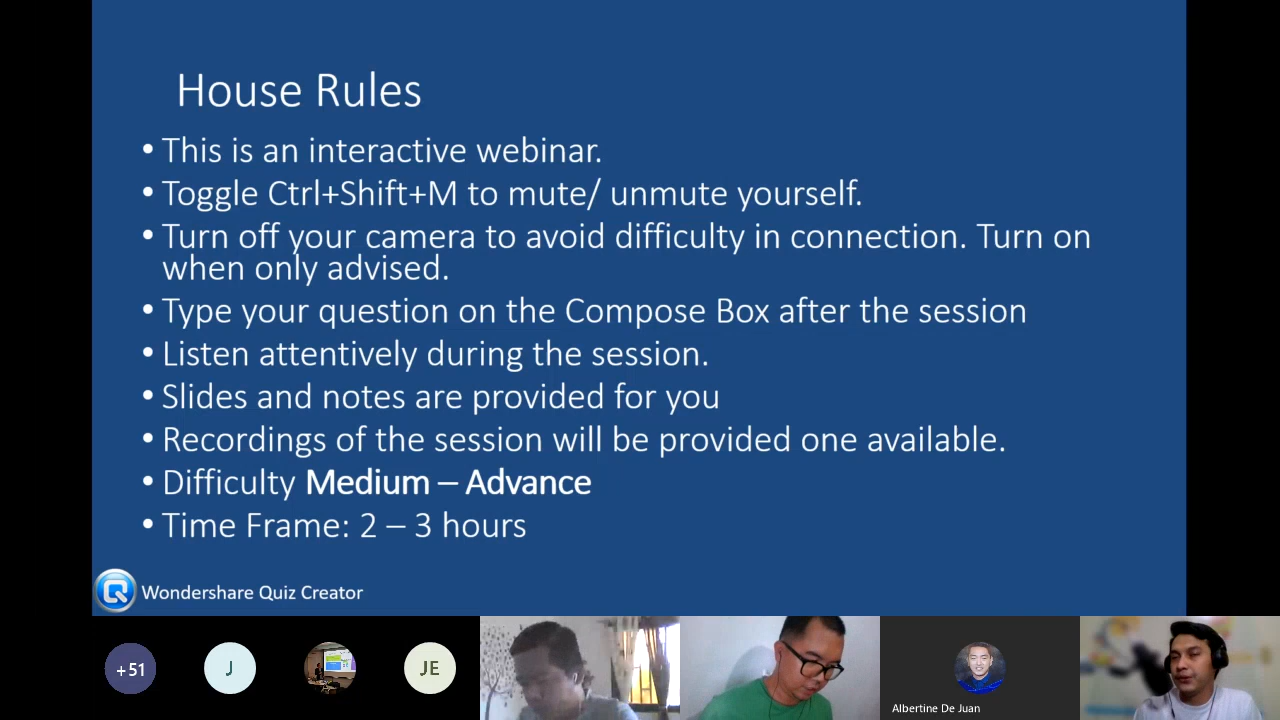 House Rules
• This is an interactive webinar.
• Toggle Ctrl+Shift+M to mute/ unmute yourself.
• Turn off your camera to avoid difficulty in connection. Turn on
when only advised.
• Type your question on the Compose Box after the session
• Listen attentively during the session.
• Slides and notes are provided for you
• Recordings of the session will be provided one available.
• Difficulty Medium – Advance
• Time Frame: 2 – 3 hours
Wondershare Quiz Creator
+51
J
JE
Albertine De Juan